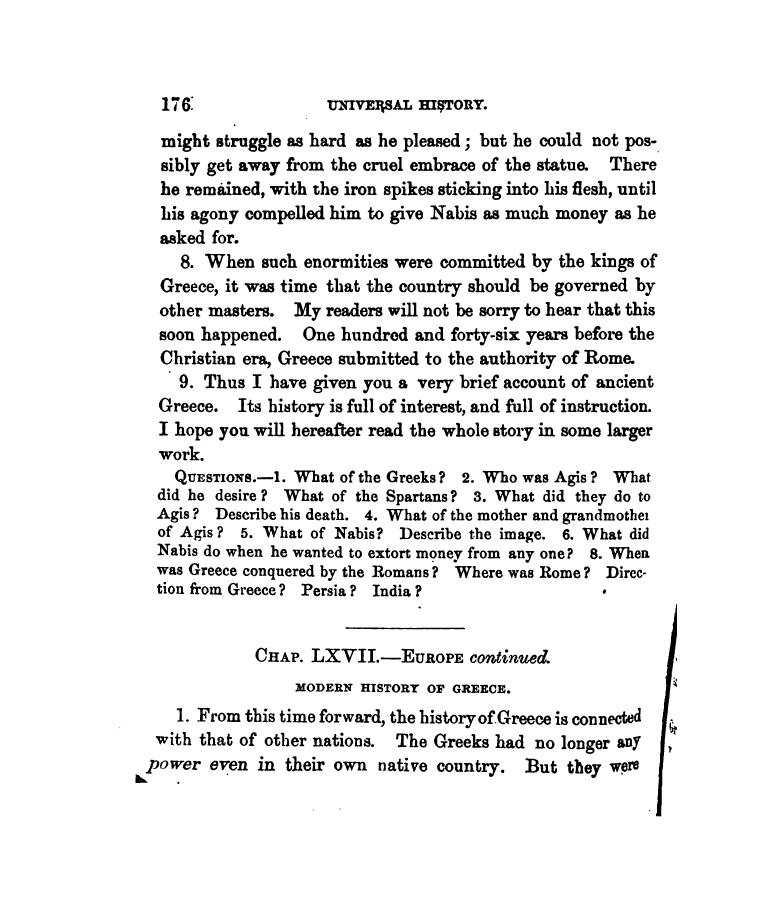 176
UNIVERSAL HISTORY.
might struggle as hard as he pleased; but he could not pos-
sibly get away from the cruel embrace of the statue. There
he remained, with the iron spikes sticking into his flesh, until
his agony compelled him to give Nabis as much money as he
asked for.
8. When such enormities were committed by the kings of
Greece, it was time that the country should be governed by
other masters. My readers will not be sorry to hear that this
soon happened. One hundred and forty-six years before the
Christian era, Greece submitted to the authority of Rome.
9. Thus I have given you a very brief account of ancient
Greece. Its history is full of interest, and full of instruction.
I hope you will hereafter read the whole story in some larger
work.
QUESTIONS.—1. What of the Greeks? 2. Who was Agis? What
did he desire? What of the Spartans? 3. What did they do to
Agis? Describe his death. 4. What of the mother and grandmother
of Agis? 5. What of Nabis? Describe the image. 6. What did
Nabis do when he wanted to extort money from any one? 8. When
was Greece conquered by the Romans? Where was Rome? Direc-
tion from Greece? Persia? India?
CHAP. LXVII.—EUROPE continued.
MODERN HISTORY OF GREECE.
1. From this time forward, the history of Greece is connected
with that of other nations. The Greeks had no longer any
power even in their own native country. But they were